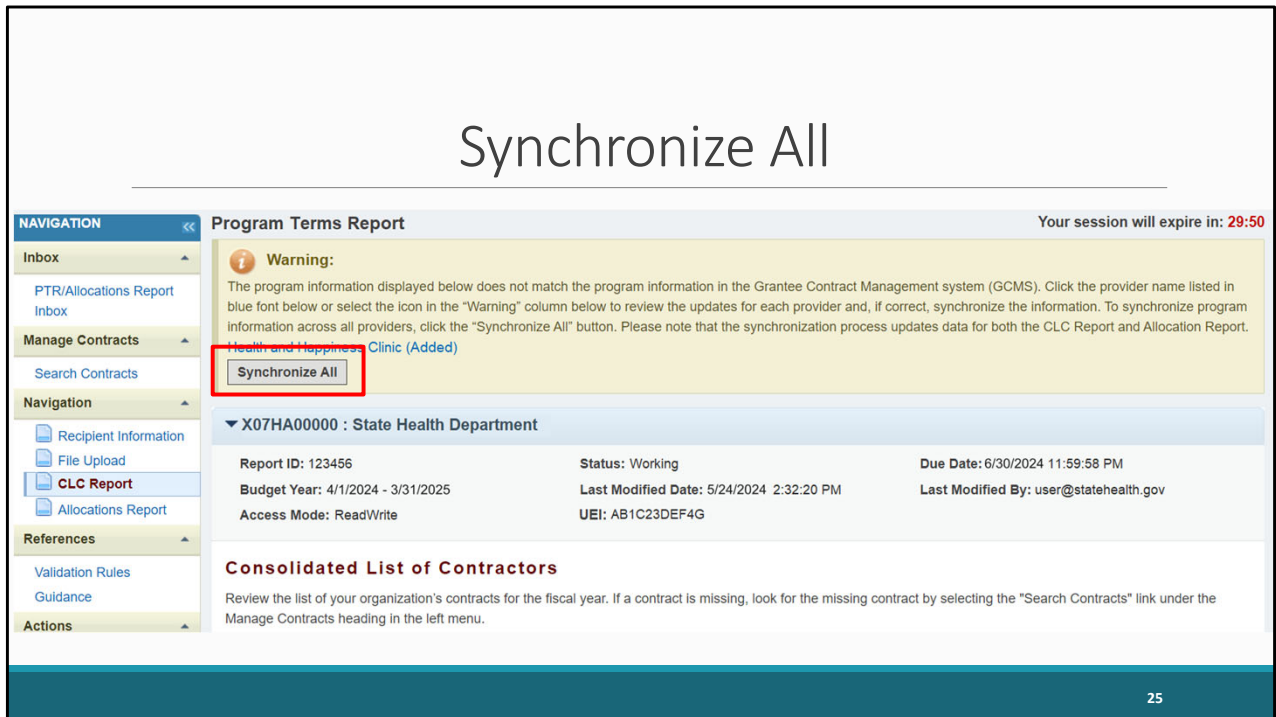 Synchronize All
NAVIGATION
Inbox
PTR/Allocations Report
Inbox
Manage Contracts
Search Contracts
Navigation
Recipient Information
File Upload
CLC Report
Allocations Report
References
Validation Rules
Guidance
Actions
Program Terms Report
Your session will expire in: 29:50
Warning:
The program information displayed below does not match the program information in the Grantee Contract Management system (GCMS). Click the provider name listed in
blue font below or select the icon in the “Warning” column below to review the updates for each provider and, if correct, synchronize the information. To synchronize program
information across all providers, click the “Synchronize All” button. Please note that the synchronization process updates data for both the CLC Report and Allocation Report.
Health and Happiness Clinic (Added)
Synchronize All
X07HA00000 : State Health Department
Report ID: 123456
Status: Working
Due Date: 6/30/2024 11:59:58 PM
Budget Year: 4/1/2024 - 3/31/2025
Last Modified Date: 5/24/2024 2:32:20 PM
Last Modified By: user@statehealth.gov
Access Mode: ReadWrite
UEI: AB1C23DEF4G
Consolidated List of Contractors
Review the list of your organization’s contracts for the fiscal year. If a contract is missing, look for the missing contract by selecting the "Search Contracts" link under the
Manage Contracts heading in the left menu.
25